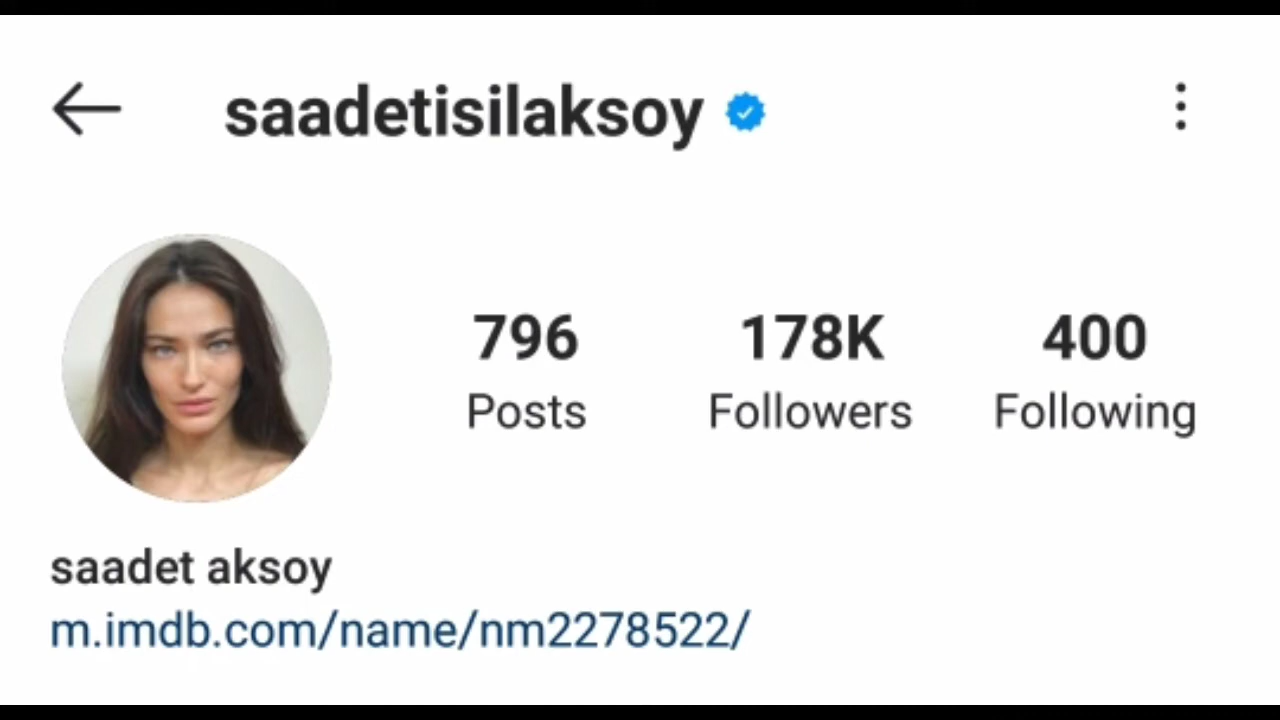 saadetisilaksoy
796 178K 400
Posts Followers Following
saadet aksoy
m.imdb.com/name/nm2278522/